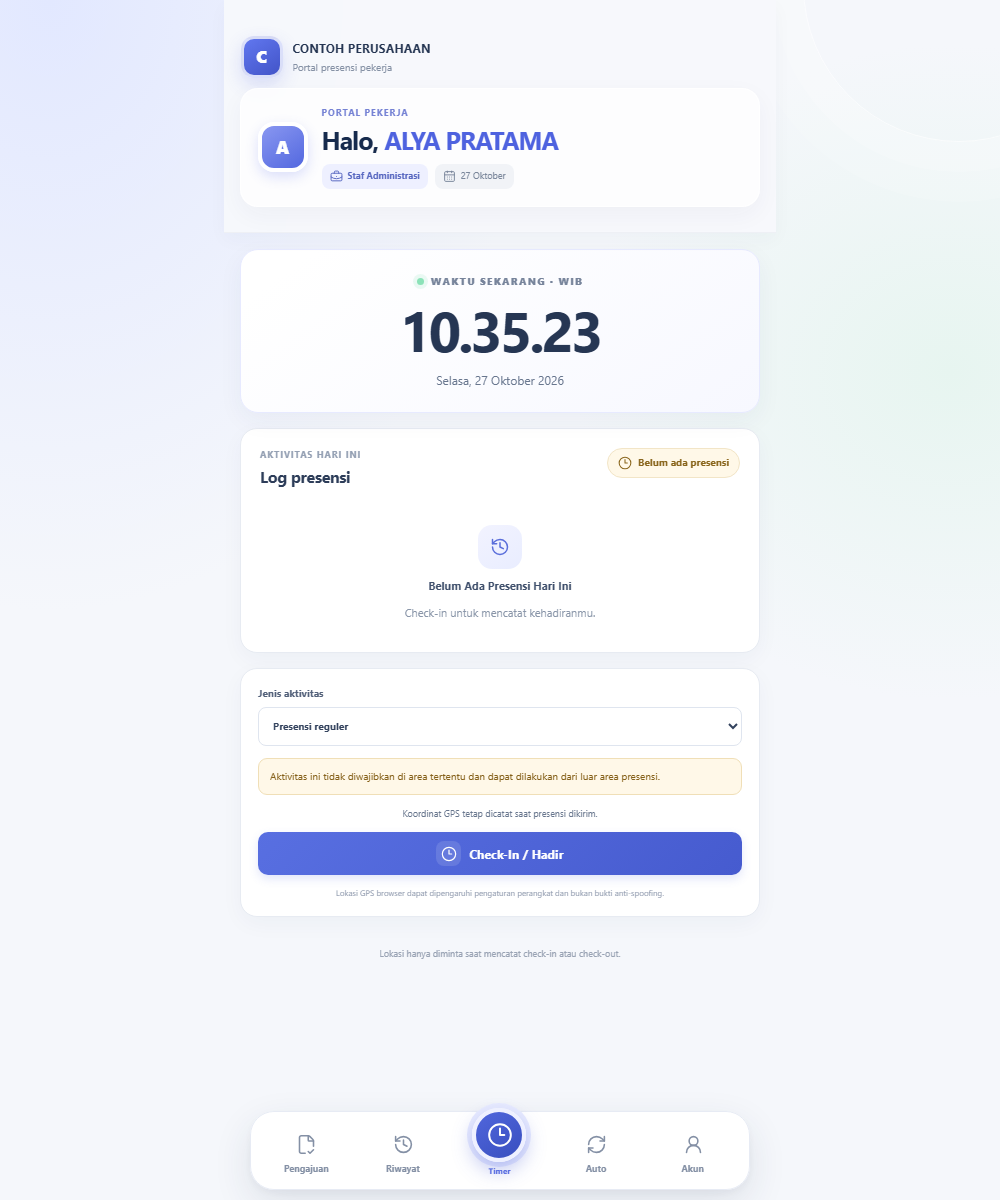 C
CONTOH PERUSAHAAN
Portal presensi pekerja
A
PORTAL PEKERJA
Halo, ALYA PRATAMA
Staf Administrasi
27 Oktober
WAKTU SEKARANG • WIB
10.35.23
Selasa, 27 Oktober 2026
AKTIVITAS HARI INI
Log presensi
Belum ada presensi
Belum Ada Presensi Hari Ini
Check-in untuk mencatat kehadiranmu.
Jenis aktivitas
Presensi reguler
Aktivitas ini tidak diwajibkan di area tertentu dan dapat dilakukan dari luar area presensi.
Koordinat GPS tetap dicatat saat presensi dikirim.
Check-In / Hadir
Lokasi GPS browser dapat dipengaruhi pengaturan perangkat dan bukan bukti anti-spoofing.
Lokasi hanya diminta saat mencatat check-in atau check-out.
Pengajuan
Riwayat
Timer
Auto
Akun